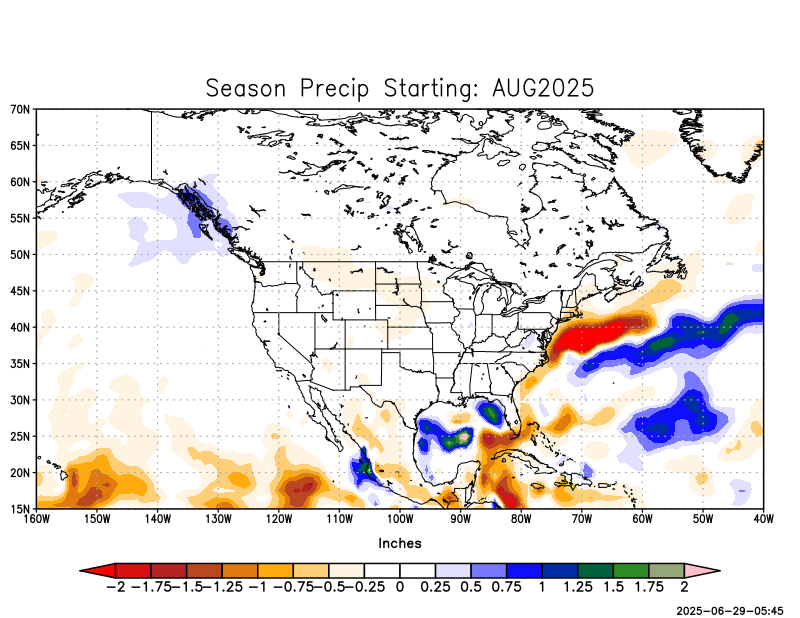 Season Precip Starting: AUG2025
70N
65N
60N
55N
50N
45N
40N
35N
30N
25N
20N
15N
160W 150W 140W 130W 120W 110W 100W 90W 80W 70W 60W 50W 40W
Inches
−2 −1.75 −1.5 −1.25 −1 −0.75 −0.5 −0.25 0 0.25 0.5 0.75 1 1.25 1.5 1.75 2
2025−06−29−05:45